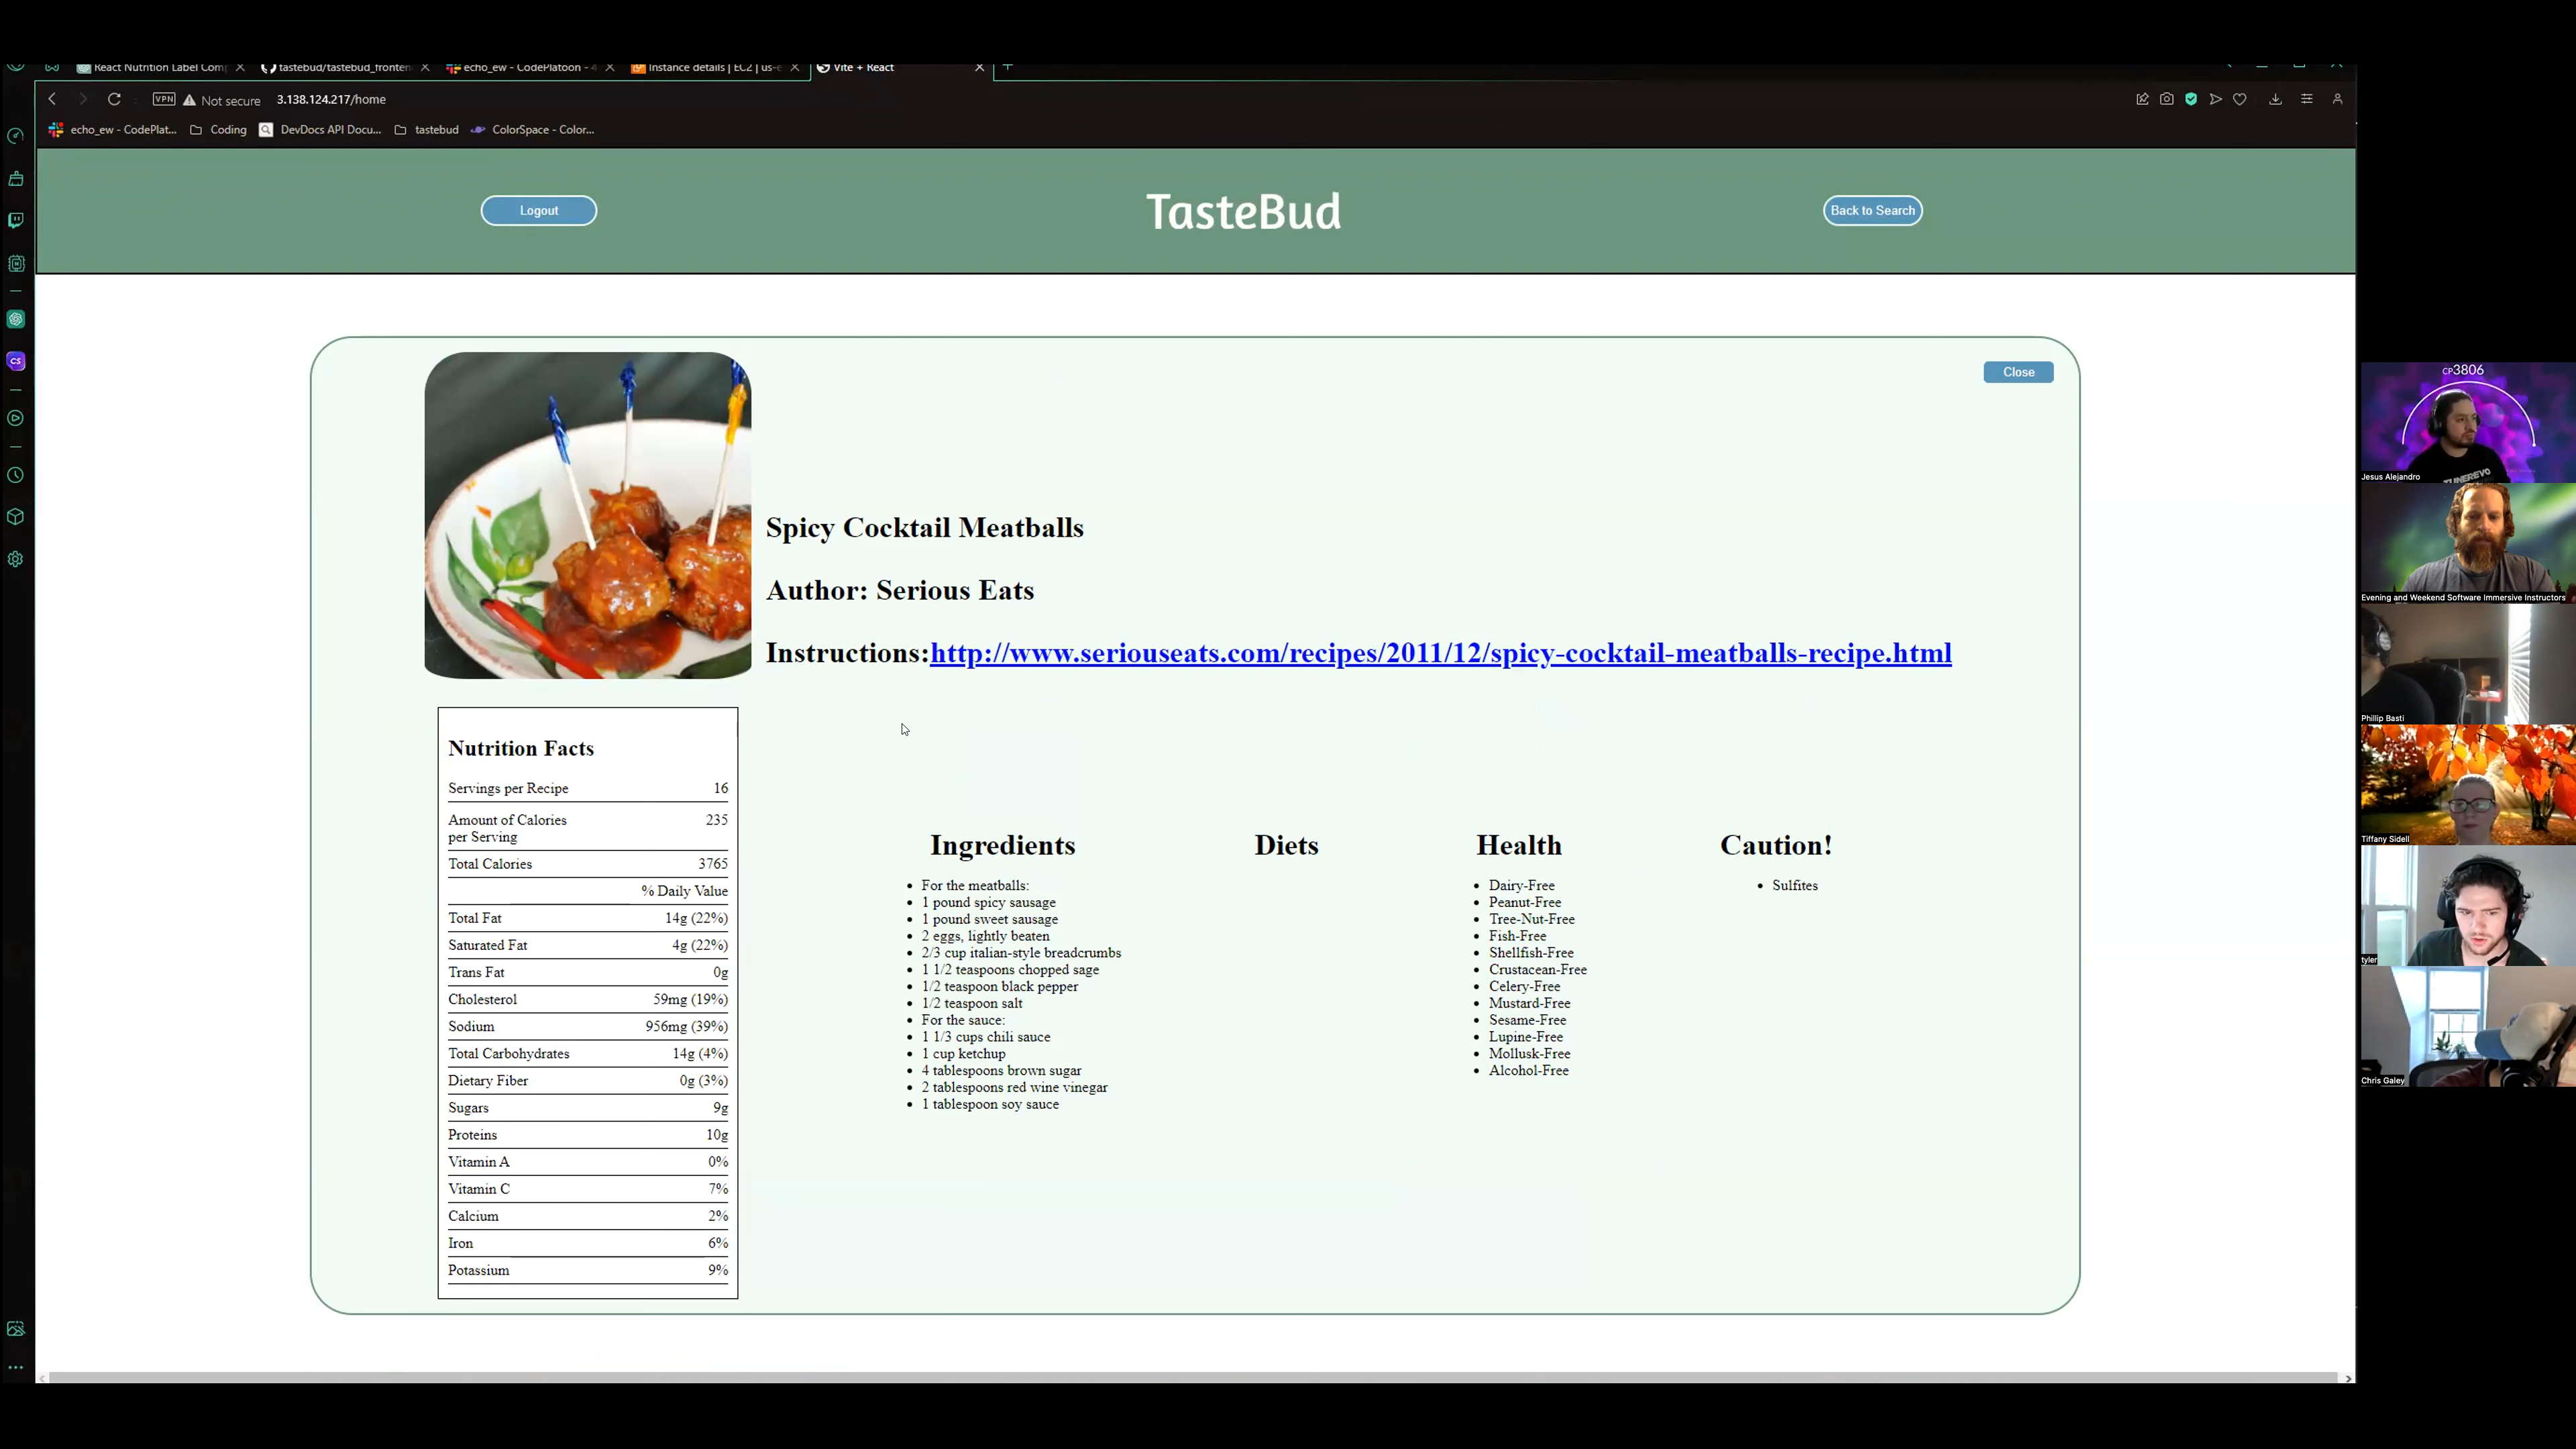 React Nutrition Label Com
tastebud/tastebud_fronten
echo_ew - CodePlatoon - 4
Instance details | EC2 | us-e
Vite + React
VPN
Not secure
3.138.124.217/home
echo_ew - CodePlat...
Coding
DevDocs API Docu...
tastebud
ColorSpace - Color...
CS
Logout
TasteBud
Back to Search
Close
Spicy Cocktail Meatballs
Author: Serious Eats
Instructions:http://www.seriouseats.com/recipes/2011/12/spicy-cocktail-meatballs-recipe.html
Nutrition Facts
Servings per Recipe 16
Amount of Calories 235
per Serving
Total Calories 3765
% Daily Value
Total Fat 14g (22%)
Saturated Fat 4g (22%)
Trans Fat 0g
Cholesterol 59mg (19%)
Sodium 956mg (39%)
Total Carbohydrates 14g (4%)
Dietary Fiber 0g (3%)
Sugars 9g
Proteins 10g
Vitamin A 0%
Vitamin C 7%
Calcium 2%
Iron 6%
Potassium 9%
Ingredients
For the meatballs:
1 pound spicy sausage
1 pound sweet sausage
2 eggs, lightly beaten
2/3 cup italian-style breadcrumbs
1 1/2 teaspoons chopped sage
1/2 teaspoon black pepper
1/2 teaspoon salt
For the sauce:
1 1/3 cups chili sauce
1 cup ketchup
4 tablespoons brown sugar
2 tablespoons red wine vinegar
1 tablespoon soy sauce
Diets
Health
Dairy-Free
Peanut-Free
Tree-Nut-Free
Fish-Free
Shellfish-Free
Crustacean-Free
Celery-Free
Mustard-Free
Sesame-Free
Lupine-Free
Mollusk-Free
Alcohol-Free
Caution!
Sulfites
CP3806
Jesus Alejandro
Evening and Weekend Software Immersive Instructors
Phillip Basti
Tiffany Sidell
tyler
Chris Galey